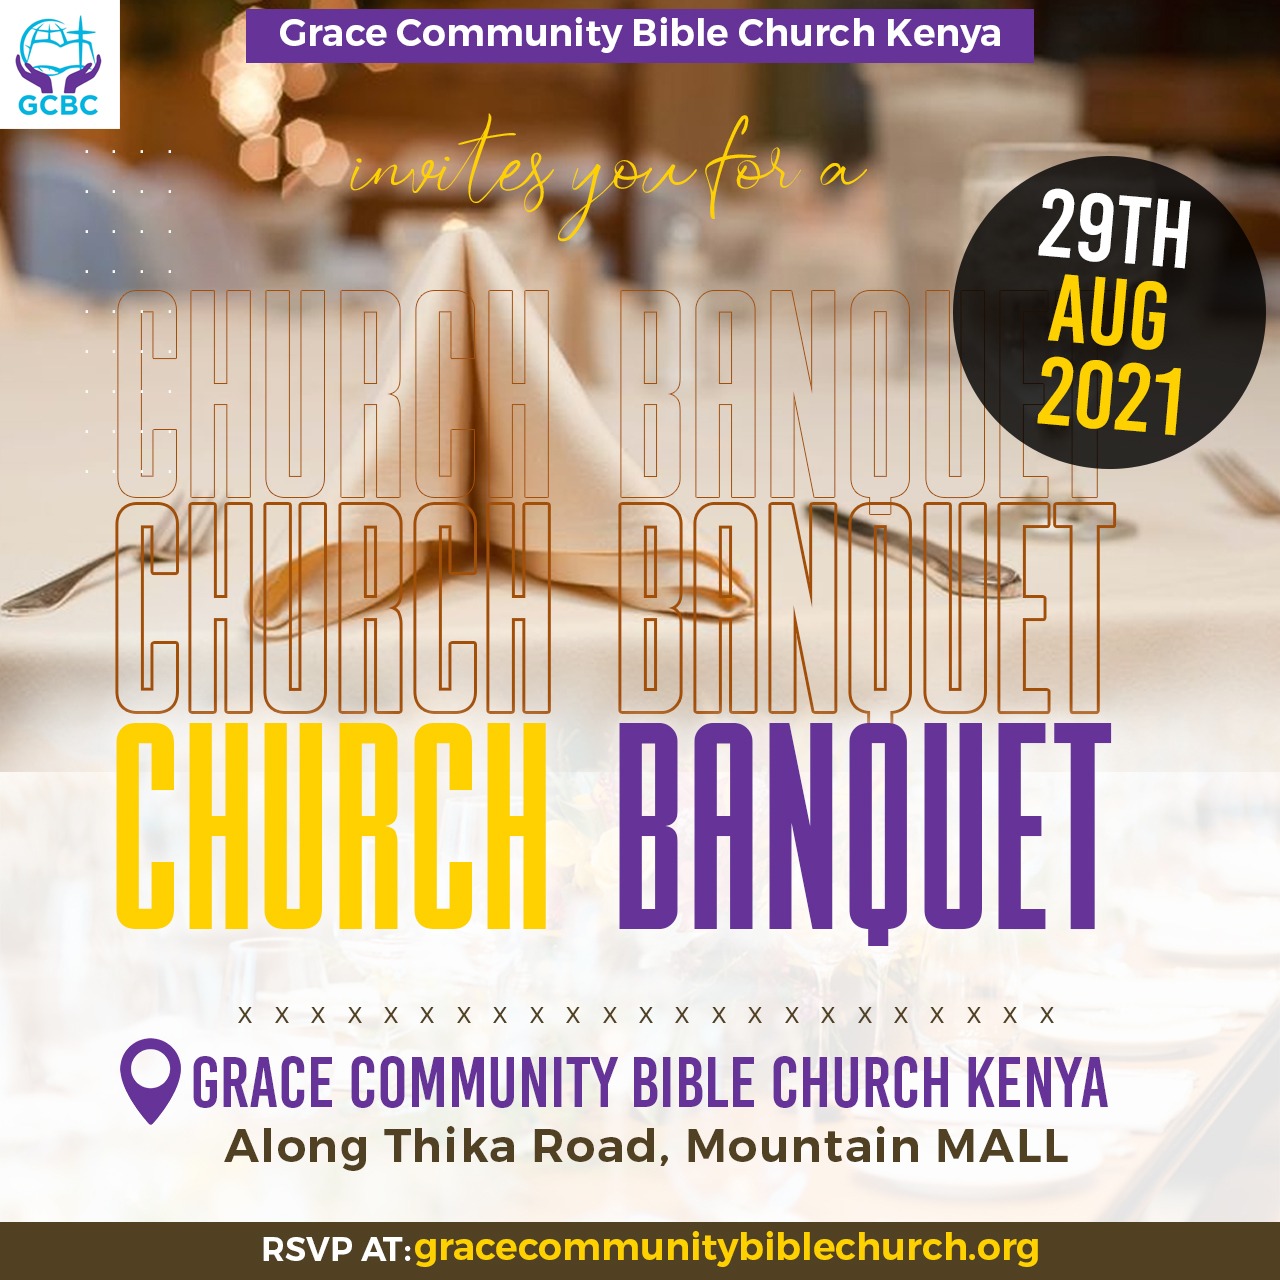 Grace Community Bible Church Kenya
GCBC
invites you for a
29TH
AUG
2021
CHURCH BANQUET
CHURCH BANQUET
CHURCH BANQUET
x x x x x x x x x x x x x x x x x x x x x x x
GRACE COMMUNITY BIBLE CHURCH KENYA
Along Thika Road, Mountain MALL
RSVP AT:gracecommunitybiblechurch.org